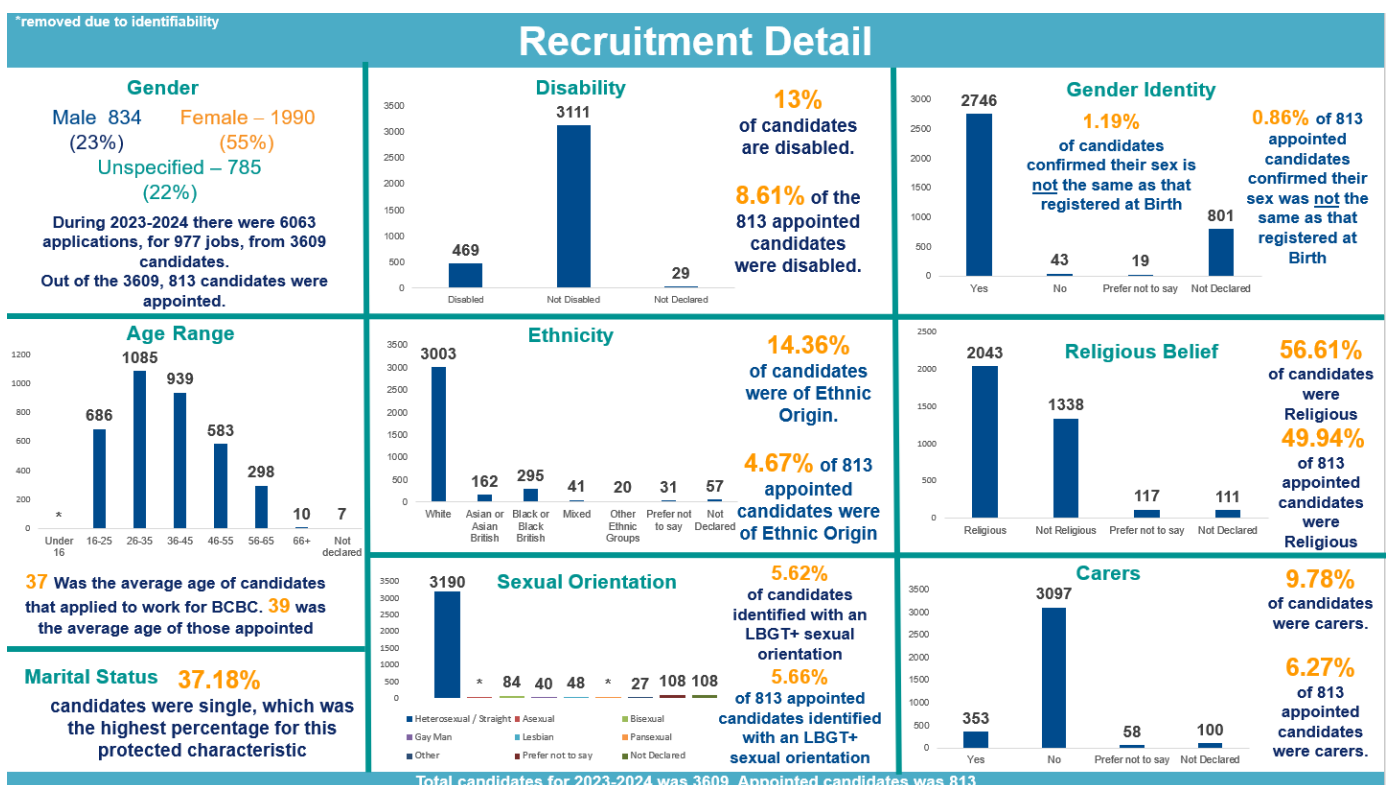 *removed due to identifiability
Recruitment Detail
Gender
Male 834
(23%)
Female – 1990
(55%)
Unspecified – 785
(22%)
During 2023-2024 there were 6063
applications, for 977 jobs, from 3609
candidates.
Out of the 3609, 813 candidates were
appointed.
Disability
3500
3000
2500
2000
1500
1000
500
0
469
3111
29
Disabled
Not Disabled
Not Declared
13%
of candidates
are disabled.
8.61% of the
813 appointed
candidates
were disabled.
Gender Identity
3000
2500
2000
1500
1000
500
0
2746
43
19
801
Yes
No
Prefer not to say
Not Declared
1.19%
of candidates
confirmed their sex is
not the same as that
registered at Birth
0.86% of 813
appointed
candidates
confirmed their
sex was not the
same as that
registered at
Birth
Age Range
1200
1000
800
600
400
200
0
*
686
1085
939
583
298
10
7
Under
16
16-25
26-35
36-45
46-55
56-65
66+
Not
declared
37 Was the average age of candidates
that applied to work for BCBC. 39 was
the average age of those appointed
Ethnicity
3500
3000
2500
2000
1500
1000
500
0
3003
162
295
41
20
31
57
White
Asian or
Asian
British
Black or
Black
British
Mixed
Other
Ethnic
Groups
Prefer not
to say
Not
Declared
14.36%
of candidates
were of Ethnic
Origin.
4.67% of 813
appointed
candidates were
of Ethnic Origin
Religious Belief
2500
2000
1500
1000
500
0
2043
1338
117
111
Religious
Not Religious
Prefer not to say
Not Declared
56.61%
of candidates
were
Religious
49.94%
of 813
appointed
candidates
were
Religious
Marital Status 37.18%
candidates were single, which was
the highest percentage for this
protected characteristic
Sexual Orientation
3500
3000
2500
2000
1500
1000
500
0
3190
*
84
40
48
*
27
108
108
Heterosexual / Straight
Asexual
Bisexual
Gay Man
Lesbian
Pansexual
Other
Prefer not to say
Not Declared
5.62%
of candidates
identified with an
LBGT+ sexual
orientation
5.66%
of 813 appointed
candidates identified
with an LBGT+
sexual orientation
Carers
3500
3000
2500
2000
1500
1000
500
0
353
3097
58
100
Yes
No
Prefer not to say
Not Declared
9.78%
of candidates
were carers.
6.27%
of 813
appointed
candidates
were carers.
Total candidates for 2023-2024 was 3609. Appointed candidates was 813